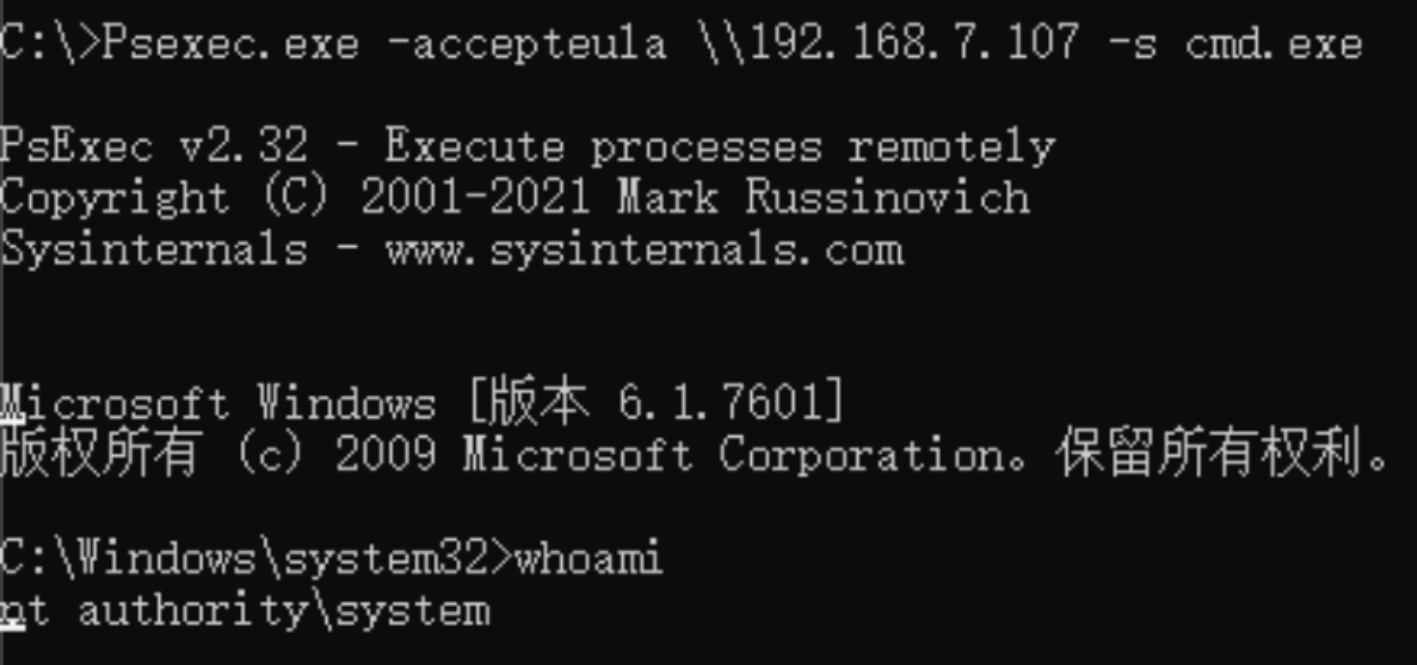 C:\>Psexec.exe -accepteula \\192.168.7.107 -s cmd.exe
PsExec v2.32 - Execute processes remotely
Copyright (C) 2001-2021 Mark Russinovich
Sysinternals - www.sysinternals.com
Microsoft Windows [版本 6.1.7601]
版权所有 (c) 2009 Microsoft Corporation。保留所有权利。
C:\Windows\system32>whoami
nt authority\system